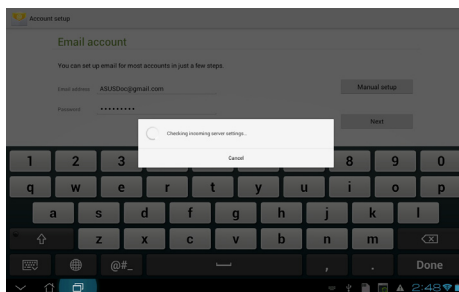 Account setup
Email account
You can set up email for most accounts in just a few steps.
Email address ASUSDoc@gmail.com Manual setup
Password ••••••••• Next
Checking incoming server settings...
Cancel
1 2 3 8 9 0
q w e r t y u i o p
a s d f g h j k l
z x c v b n m
@#_ , . Done
2:48